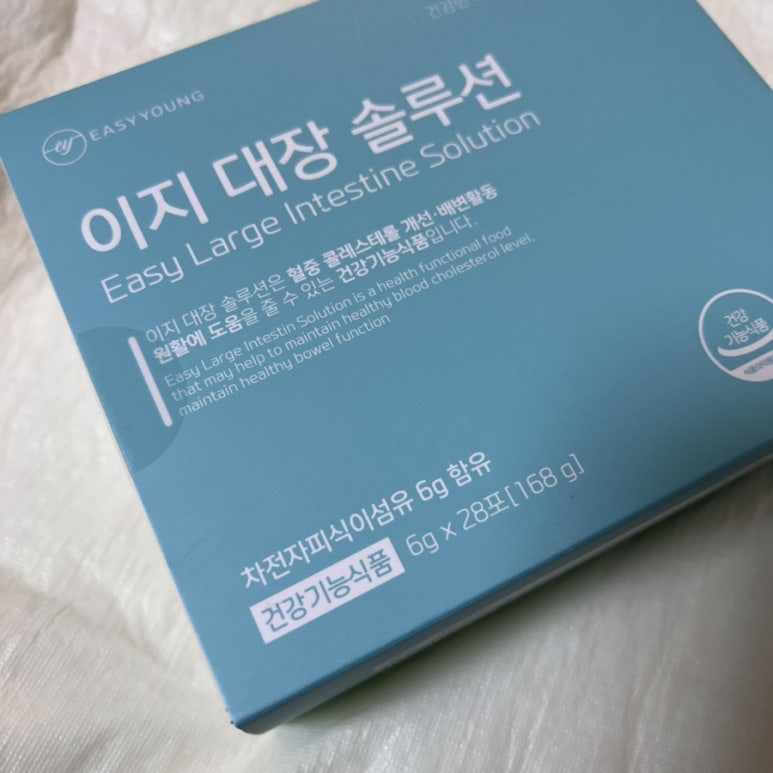 EASYYOUNG
이지 대장 솔루션
Easy Large Intestine Solution
이지 대장 솔루션은 혈중 콜레스테롤 개선·배변활동
원활에 도움을 줄 수 있는 건강기능식품입니다.
Easy Large Intestin Solution is a health functional food
that may help to maintain healthy blood cholesterol level,
maintain healthy bowel function
건강
기능식품
차전자피식이섬유 6g 함유
건강기능식품 6g x 28포[168 g]